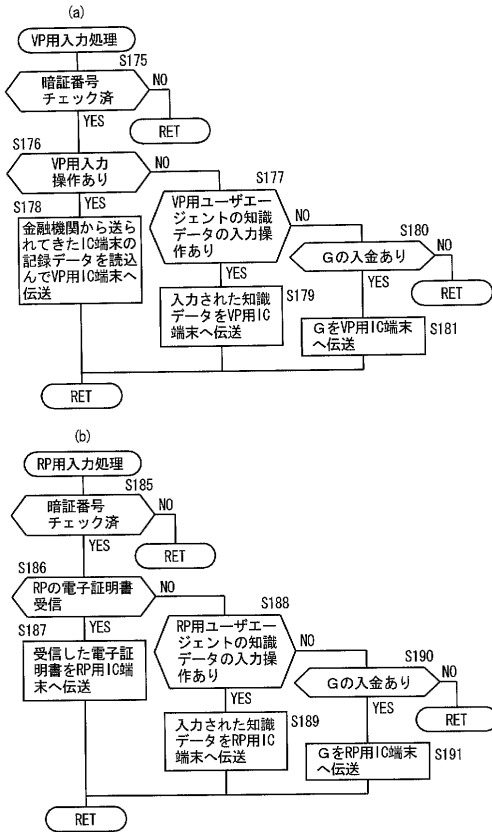 (a)
VP用入力処理
S175
暗証番号
チェック済
NO
RET
YES
S176
VP用入力
操作あり
NO
YES
S178
金融機関から送ら
れてきたIC端末の
記録データを読込
んでVP用IC端末へ
伝送
S177
VP用ユーザエー
ジェントの知識
データの入力操
作あり
NO
YES
S179
入力された知識
データをVP用IC
端末へ伝送
S180
Gの入金あり
NO
RET
YES
S181
GをVP用IC端末
へ伝送
RET
(b)
RP用入力処理
S185
暗証番号
チェック済
NO
RET
YES
S186
RPの電子証明書
受信
NO
YES
S187
受信した電子証
明書をRP用IC端
末へ伝送
S188
RP用ユーザエー
ジェントの知識
データの入力操
作あり
NO
YES
S189
入力された知識
データをRP用IC
端末へ伝送
S190
Gの入金あり
NO
RET
YES
S191
GをRP用IC端末
へ伝送
RET